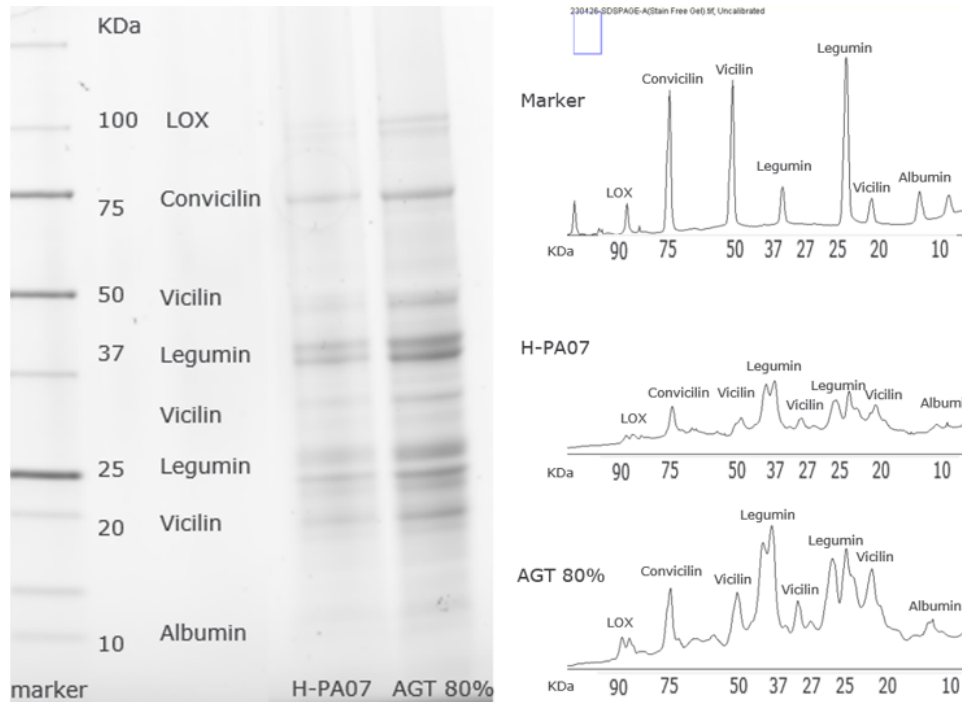 KDa
100 LOX
75 Convicilin
50 Vicilin
37 Legumin
Vicilin
25 Legumin
20 Vicilin
10 Albumin
marker H-PA07 AGT 80%
230426-SDSPAGE-A(Stain Free Gel).tif, Uncalibrated
Marker
Convicilin Vicilin Legumin
Legumin
LOX Vicilin Albumin
KDa 90 75 50 37 27 25 20 10
H-PA07
Legumin
Convicilin Vicilin Legumin Vicilin
LOX Vicilin Albumi
KDa 90 75 50 37 27 25 20 10
AGT 80%
Legumin
Legumin
Convicilin Vicilin Vicilin Vicilin
LOX Albumin
KDa 90 75 50 37 27 25 20 10